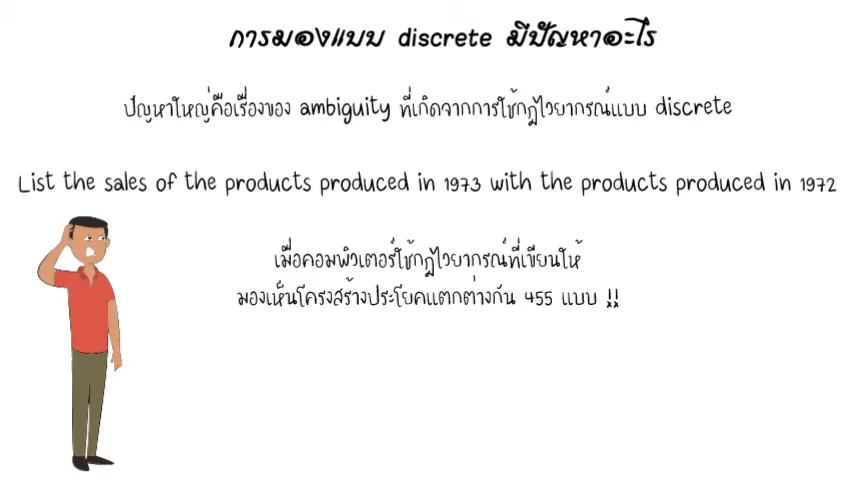 การมองแบบ discrete มีปัญหาอะไร
ปัญหาใหญ่คือเรื่องของ ambiguity ที่เกิดจากการใช้กฎไวยากรณ์แบบ discrete
List the sales of the products produced in 1973 with the products produced in 1972
เมื่อคอมพิวเตอร์ใช้กฎไวยากรณ์ที่เขียนให้
มองเห็นโครงสร้างประโยคแตกต่างกัน 455 แบบ !!